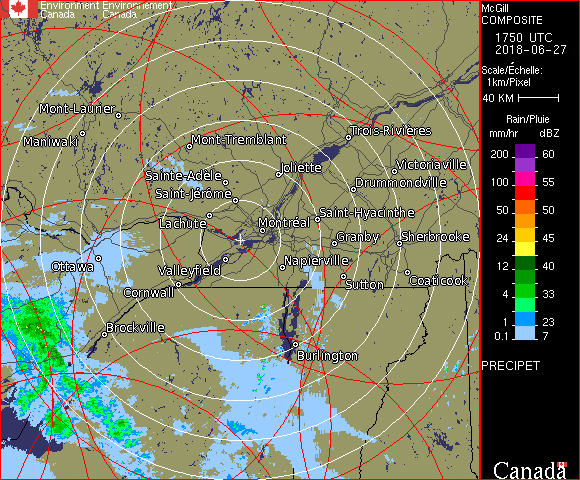 Environment Environnement
Canada Canada
McGill
COMPOSITE
1750 UTC
2018-06-27
Scale/Échelle:
1km/Pixel
40 KM
Rain/Pluie
mm/hr dBZ
200 60
100 55
50 50
24 45
12 40
4 33
1 23
0.1 7
PRECIPET
Canada
Mont-Laurier
Maniwaki
Mont-Tremblant
Trois-Rivières
Joliette
Victoriaville
Sainte-Adèle
Drummondville
Saint-Jérôme
Lachute
Saint-Hyacinthe
Montréal
Granby
Sherbrooke
Ottawa
Valleyfield
Napierville
Coaticook
Cornwall
Sutton
Brockville
Burlington